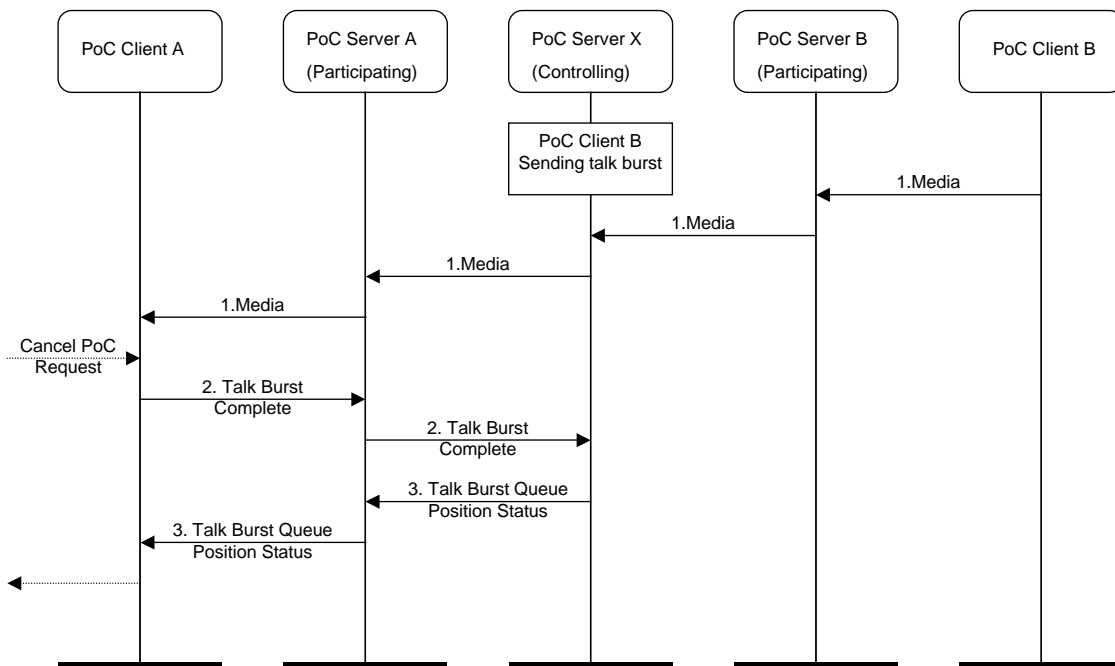 PoC Client A
PoC Server A
(Participating)
PoC Server X
(Controlling)
PoC Server B
(Participating)
PoC Client B
PoC Client B
Sending talk burst
1.Media
1.Media
1.Media
1.Media
Cancel PoC
Request
2. Talk Burst
Complete
2. Talk Burst
Complete
3. Talk Burst Queue
Position Status
3. Talk Burst Queue
Position Status